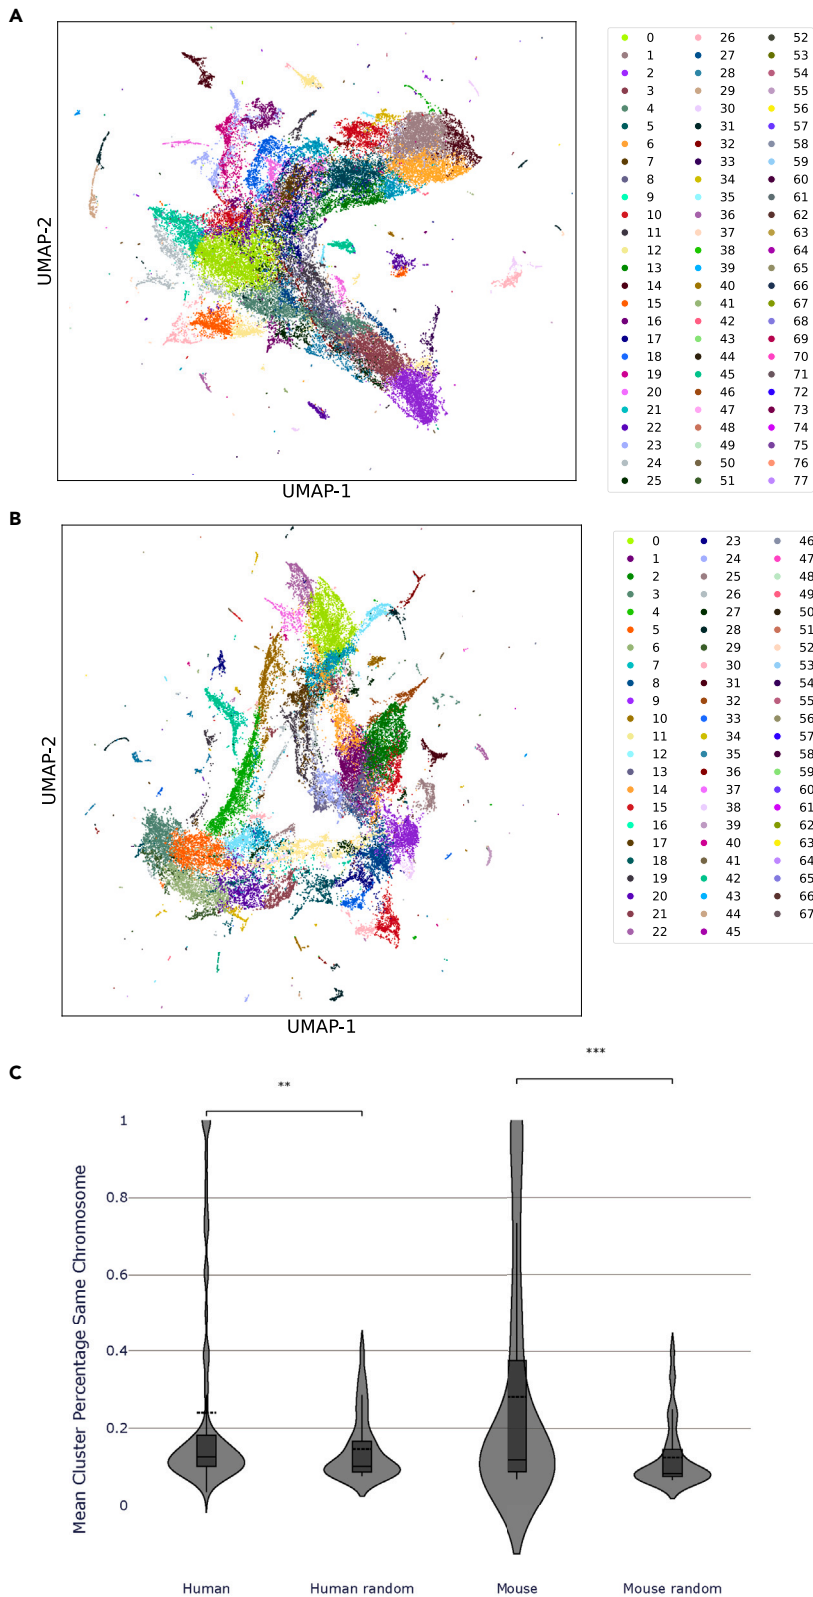 A
UMAP-2
UMAP-1
0 26 52
1 27 53
2 28 54
3 29 55
4 30 56
5 31 57
6 32 58
7 33 59
8 34 60
9 35 61
10 36 62
11 37 63
12 38 64
13 39 65
14 40 66
15 41 67
16 42 68
17 43 69
18 44 70
19 45 71
20 46 72
21 47 73
22 48 74
23 49 75
24 50 76
25 51 77
B
UMAP-2
UMAP-1
0 23 46
1 24 47
2 25 48
3 26 49
4 27 50
5 28 51
6 29 52
7 30 53
8 31 54
9 32 55
10 33 56
11 34 57
12 35 58
13 36 59
14 37 60
15 38 61
16 39 62
17 40 63
18 41 64
19 42 65
20 43 66
21 44 67
22 45
C
Mean Cluster Percentage Same Chromosome
** ***
1
0.8
0.6
0.4
0.2
0
Human Human random Mouse Mouse random